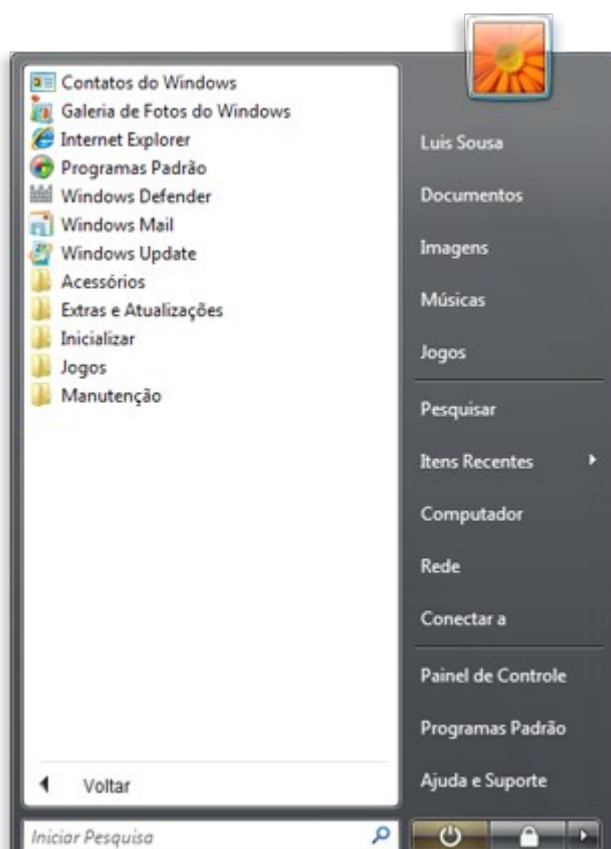 Contatos do Windows
Galeria de Fotos do Windows
Internet Explorer
Programas Padrão
Windows Defender
Windows Mail
Windows Update
Acessórios
Extras e Atualizações
Inicializar
Jogos
Manutenção
Voltar
Iniciar Pesquisa
Luis Sousa
Documentos
Imagens
Músicas
Jogos
Pesquisar
Itens Recentes
Computador
Rede
Conectar a
Painel de Controle
Programas Padrão
Ajuda e Suporte